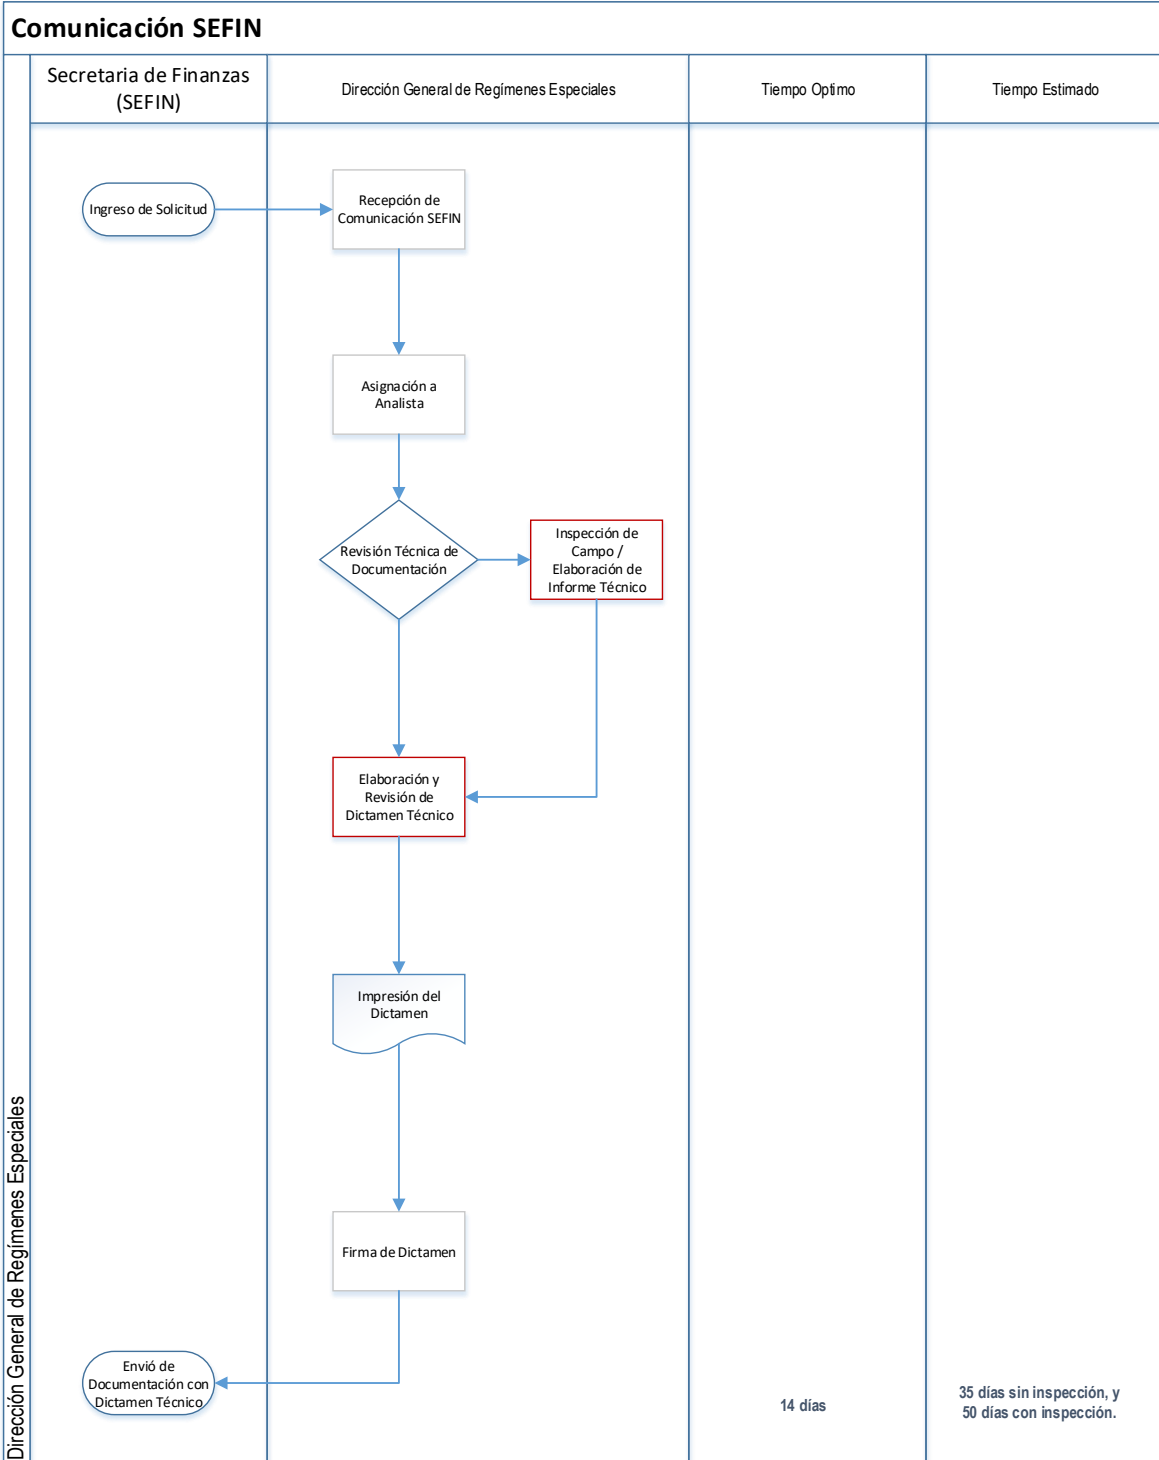 Comunicación SEFIN
Secretaria de Finanzas
(SEFIN)
Dirección General de Regímenes Especiales
Tiempo Optimo
Tiempo Estimado
Ingreso de Solicitud
Recepción de
Comunicación SEFIN
Asignación a
Analista
Revisión Técnica de
Documentación
Inspección de
Campo /
Elaboración de
Informe Técnico
Elaboración y
Revisión de
Dictamen Técnico
Impresión del
Dictamen
Firma de Dictamen
Envió de
Documentación con
Dictamen Técnico
14 días
35 días sin inspección, y
50 días con inspección.
Dirección General de Regímenes Especiales